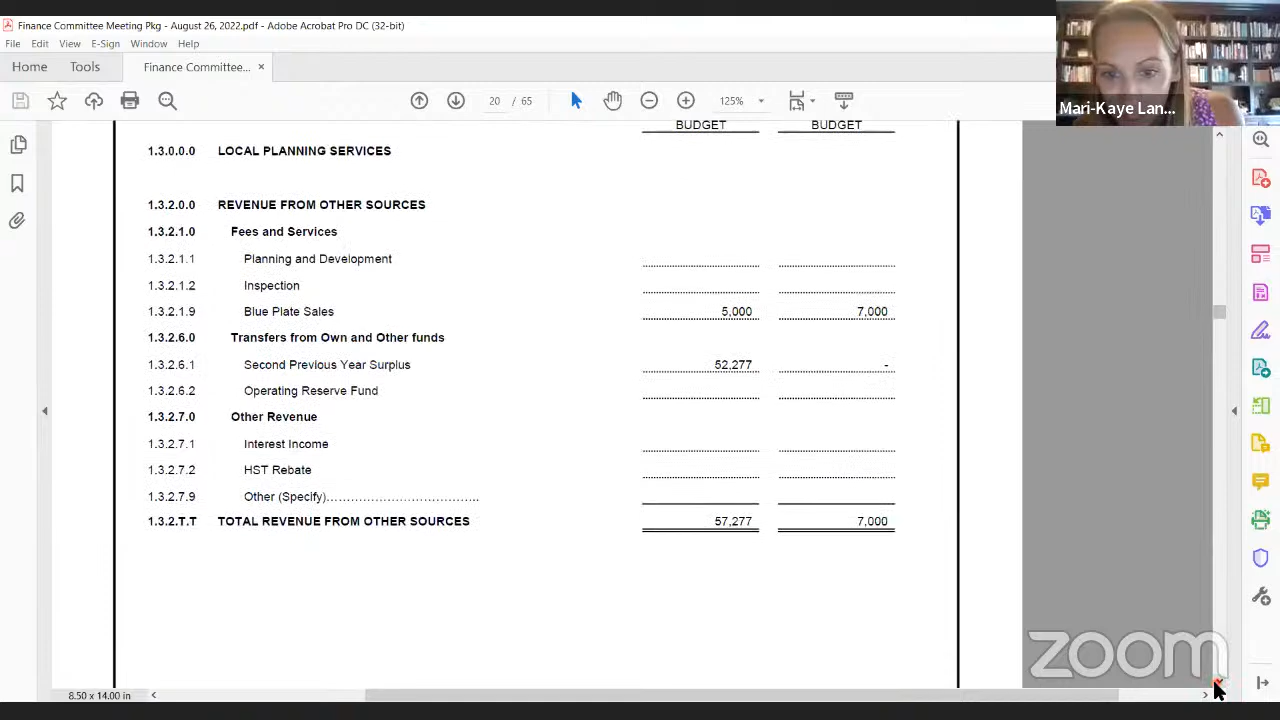 Finance Committee Meeting Pkg - August 26, 2022.pdf - Adobe Acrobat Pro DC (32-bit)
File Edit View E-Sign Window Help
Home Tools Finance Committee... ×
20 / 65 125%
Mari-Kaye Lan...
BUDGET BUDGET
1.3.0.0.0 LOCAL PLANNING SERVICES
1.3.2.0.0 REVENUE FROM OTHER SOURCES
1.3.2.1.0 Fees and Services
1.3.2.1.1 Planning and Development
1.3.2.1.2 Inspection
1.3.2.1.9 Blue Plate Sales 5,000 7,000
1.3.2.6.0 Transfers from Own and Other funds
1.3.2.6.1 Second Previous Year Surplus 52,277 -
1.3.2.6.2 Operating Reserve Fund
1.3.2.7.0 Other Revenue
1.3.2.7.1 Interest Income
1.3.2.7.2 HST Rebate
1.3.2.7.9 Other (Specify)......................................
1.3.2.T.T TOTAL REVENUE FROM OTHER SOURCES 57,277 7,000
zoom
8.50 x 14.00 in